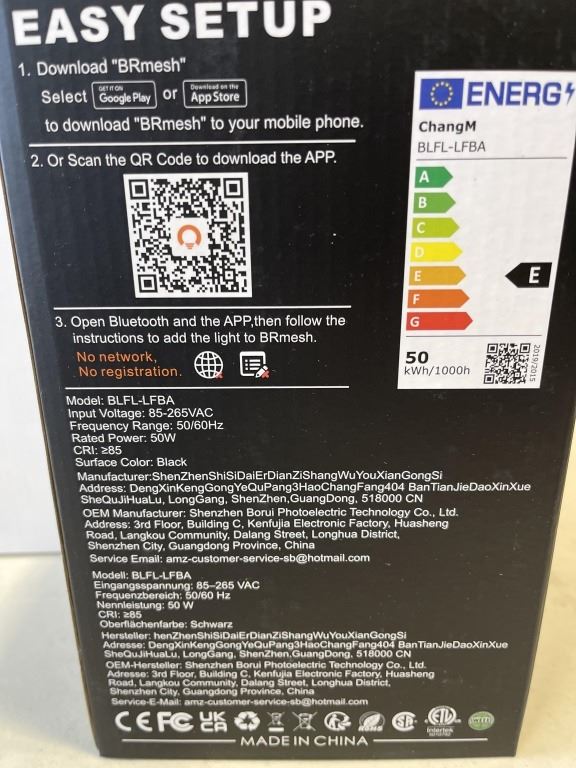 EASY SETUP
1. Download "BRmesh"
Select GET IT ON Google Play or Download on the App Store
to download "BRmesh" to your mobile phone.
2. Or Scan the QR Code to download the APP.
3. Open Bluetooth and the APP,then follow the
instructions to add the light to BRmesh.
No network,
No registration.
Model: BLFL-LFBA
Input Voltage: 85-265VAC
Frequency Range: 50/60Hz
Rated Power: 50W
CRI: ≥85
Surface Color: Black
Manufacturer:ShenZhenShiSiDaiErDianZiShangWuYouXianGongSi
Address: DengXinKengGongYeQuPang3HaoChangFang404 BanTianJieDaoXinXue
SheQuJiHuaLu, LongGang, ShenZhen,GuangDong, 518000 CN
OEM Manufacturer: Shenzhen Borui Photoelectric Technology Co., Ltd.
Address: 3rd Floor, Building C, Kenfujia Electronic Factory, Huasheng
Road, Langkou Community, Dalang Street, Longhua District,
Shenzhen City, Guangdong Province, China
Service Email: amz-customer-service-sb@hotmail.com
Modell: BLFL-LFBA
Eingangsspannung: 85–265 VAC
Frequenzbereich: 50/60 Hz
Nennleistung: 50 W
CRI: ≥85
Oberflächenfarbe: Schwarz
Hersteller: henZhenShiSiDaiErDianZiShangWuYouXianGongSi
Adresse: DengXinKengGongYeQuPang3HaoChangFang404 BanTianJieDaoXinXue
SheQuJiHuaLu, LongGang, ShenZhen,GuangDong, 518000 CN
OEM-Hersteller: Shenzhen Borui Photoelectric Technology Co., Ltd.
Adresse: 3rd Floor, Building C, Kenfujia Electronic Factory, Huasheng
Road, Langkou Community, Dalang Street, Longhua District,
Shenzhen City, Guangdong Province, China
Service-E-Mail: amz-customer-service-sb@hotmail.com
CE FC UK CA RoHS ETL Intertek
MADE IN CHINA
ENERG
ChangM
BLFL-LFBA
A
B
C
D
E
F
G
E
50
kWh/1000h
2019/2015